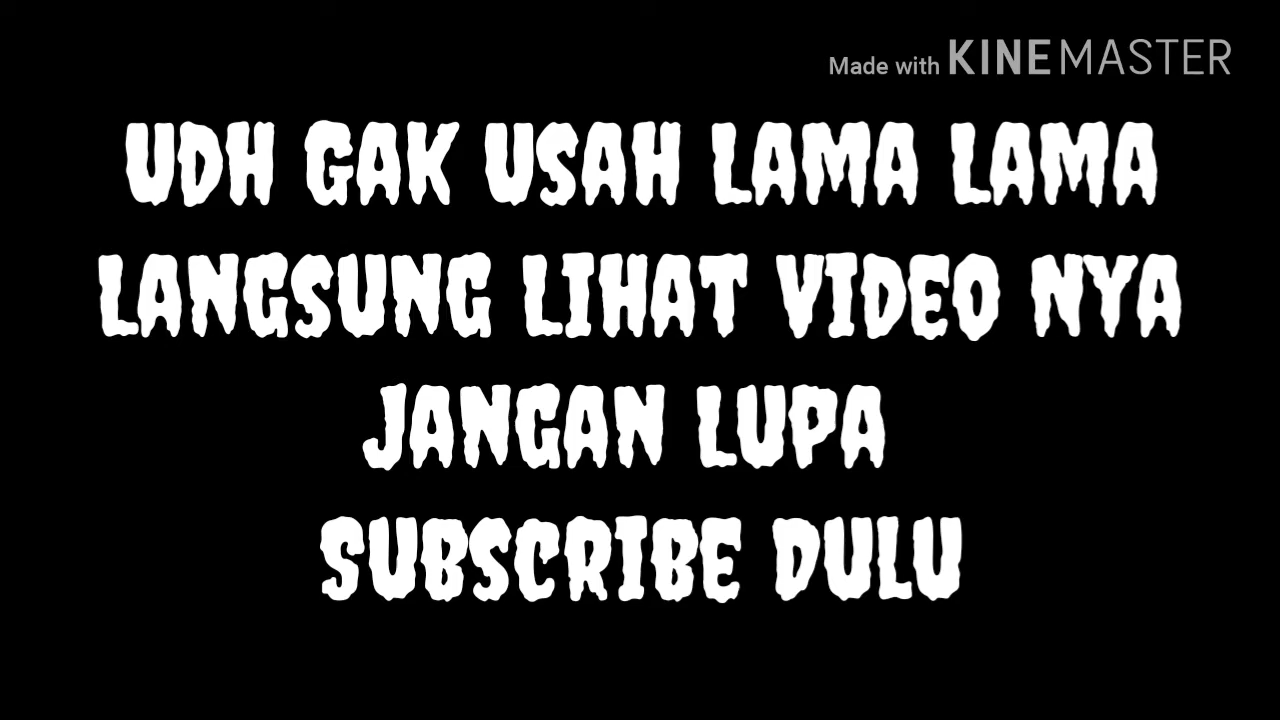 Made with KINEMASTER
UDH GAK USAH LAMA LAMA
LANGSUNG LIHAT VIDEO NYA
JANGAN LUPA
SUBSCRIBE DULU